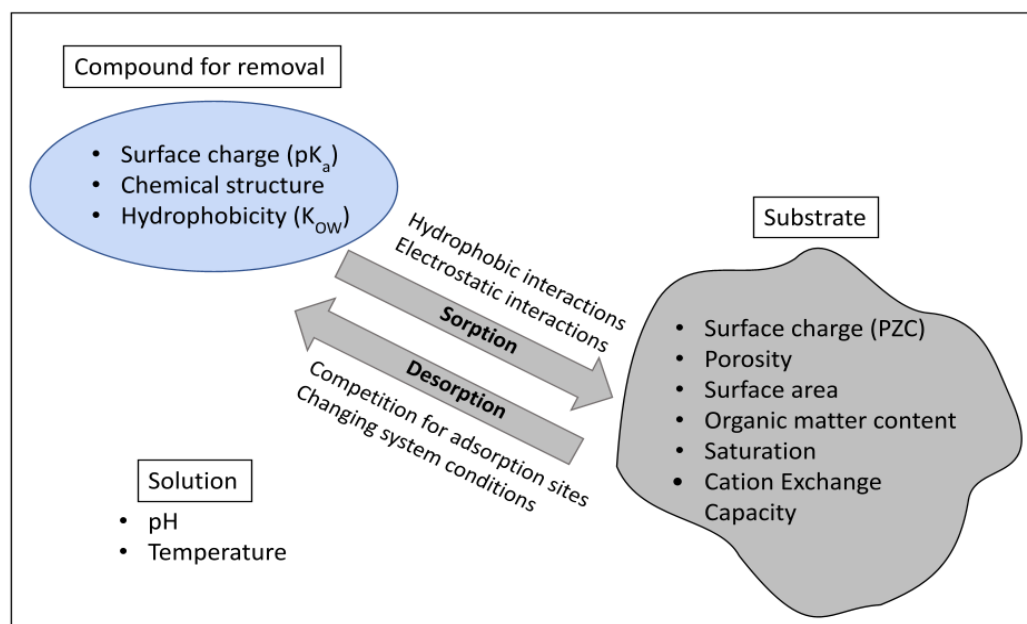 Compound for removal
• Surface charge (pKₐ)
• Chemical structure
• Hydrophobicity (K_OW)
Hydrophobic interactions
Electrostatic interactions
Sorption
Desorption
Competition for adsorption sites
Changing system conditions
Substrate
• Surface charge (PZC)
• Porosity
• Surface area
• Organic matter content
• Saturation
• Cation Exchange
Capacity
Solution
• pH
• Temperature